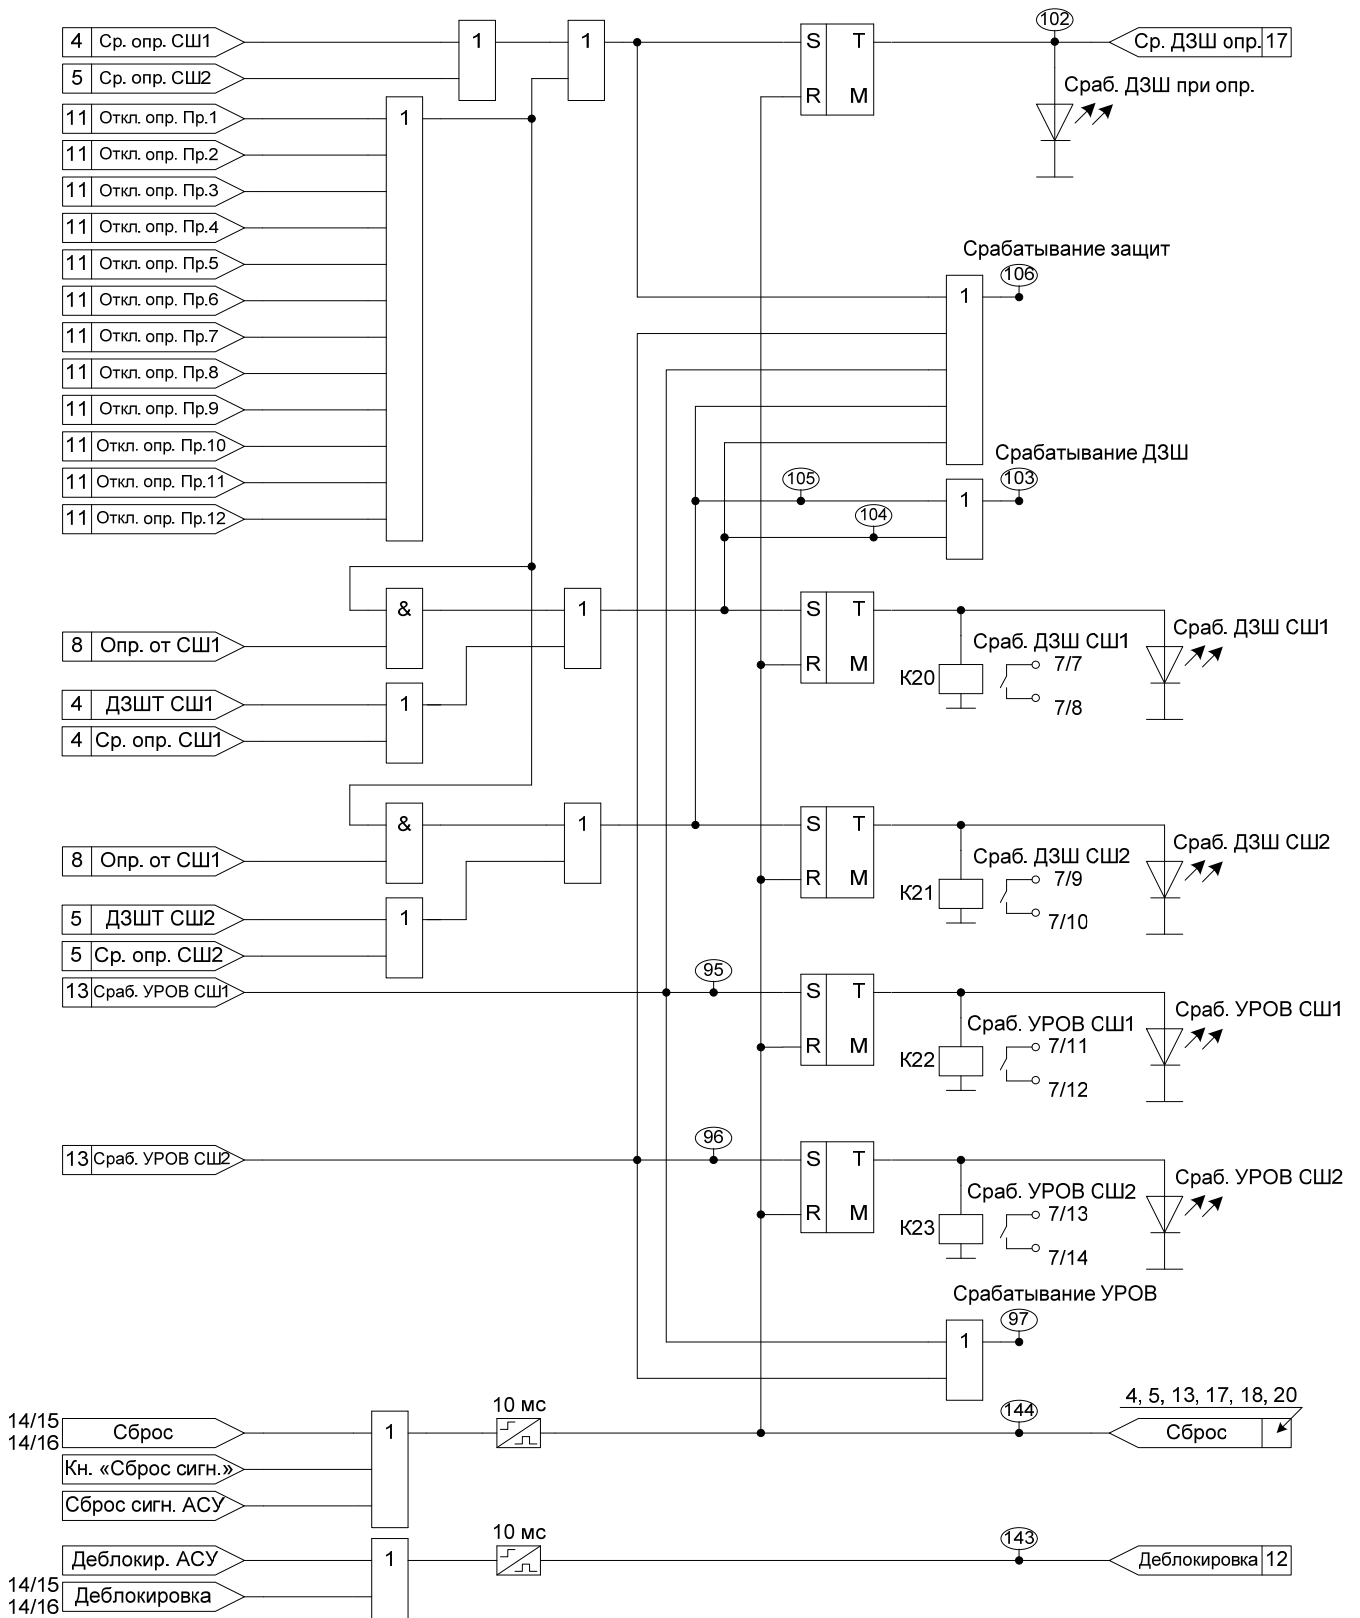 102
4 Ср. опр. СШ1
1
1
S T
Ср. ДЗШ опр. 17
5 Ср. опр. СШ2
R M
Сраб. ДЗШ при опр.
11 Откл. опр. Пр.1
1
11 Откл. опр. Пр.2
11 Откл. опр. Пр.3
11 Откл. опр. Пр.4
11 Откл. опр. Пр.5
11 Откл. опр. Пр.6
11 Откл. опр. Пр.7
11 Откл. опр. Пр.8
11 Откл. опр. Пр.9
11 Откл. опр. Пр.10
11 Откл. опр. Пр.11
11 Откл. опр. Пр.12
Срабатывание защит
106
1
Срабатывание ДЗШ
105
103
1
104
&
1
S T
R M
8 Опр. от СШ1
Сраб. ДЗШ СШ1
7/7
К20
7/8
Сраб. ДЗШ СШ1
4 ДЗШТ СШ1
1
4 Ср. опр. СШ1
&
1
S T
R M
8 Опр. от СШ1
Сраб. ДЗШ СШ2
7/9
К21
7/10
Сраб. ДЗШ СШ2
5 ДЗШТ СШ2
1
5 Ср. опр. СШ2
13 Сраб. УРОВ СШ1
95
S T
R M
Сраб. УРОВ СШ1
7/11
К22
7/12
Сраб. УРОВ СШ1
13 Сраб. УРОВ СШ2
96
S T
R M
Сраб. УРОВ СШ2
7/13
К23
7/14
Сраб. УРОВ СШ2
Срабатывание УРОВ
97
1
14/15
14/16
Сброс
1
10 мс
144
4, 5, 13, 17, 18, 20
Сброс
Кн. «Сброс сигн.»
Сброс сигн. АСУ
Деблокир. АСУ
1
10 мс
143
Деблокировка 12
14/15
14/16
Деблокировка